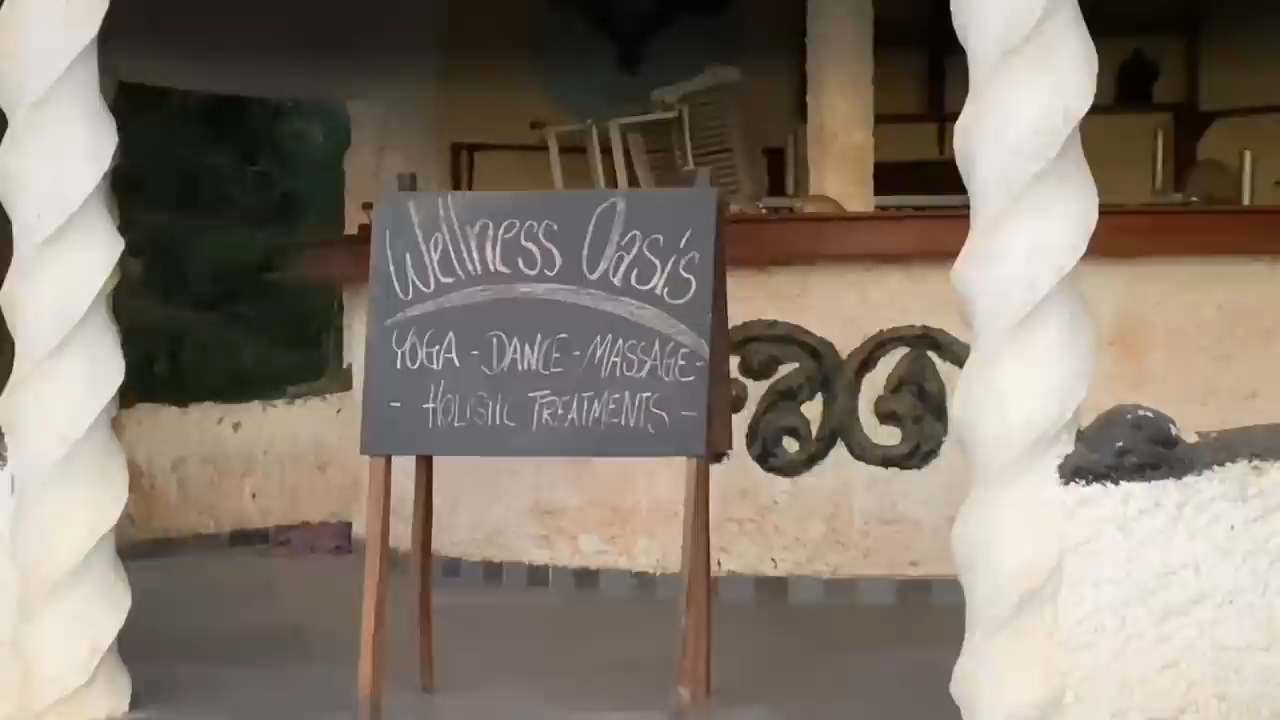 Wellness Oasis
YOGA - DANCE - MASSAGE -
- HOLISTIC TREATMENTS -